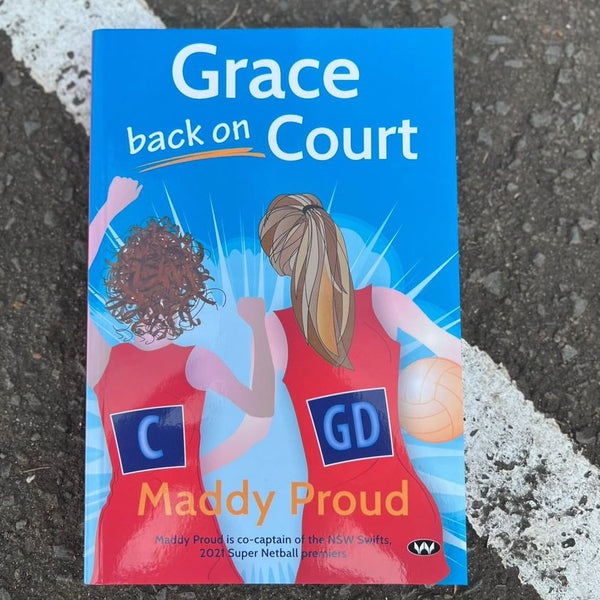 Grace
back on Court
C
GD
Maddy Proud
Maddy Proud is co-captain of the NSW Swifts,
2021 Super Netball premiers